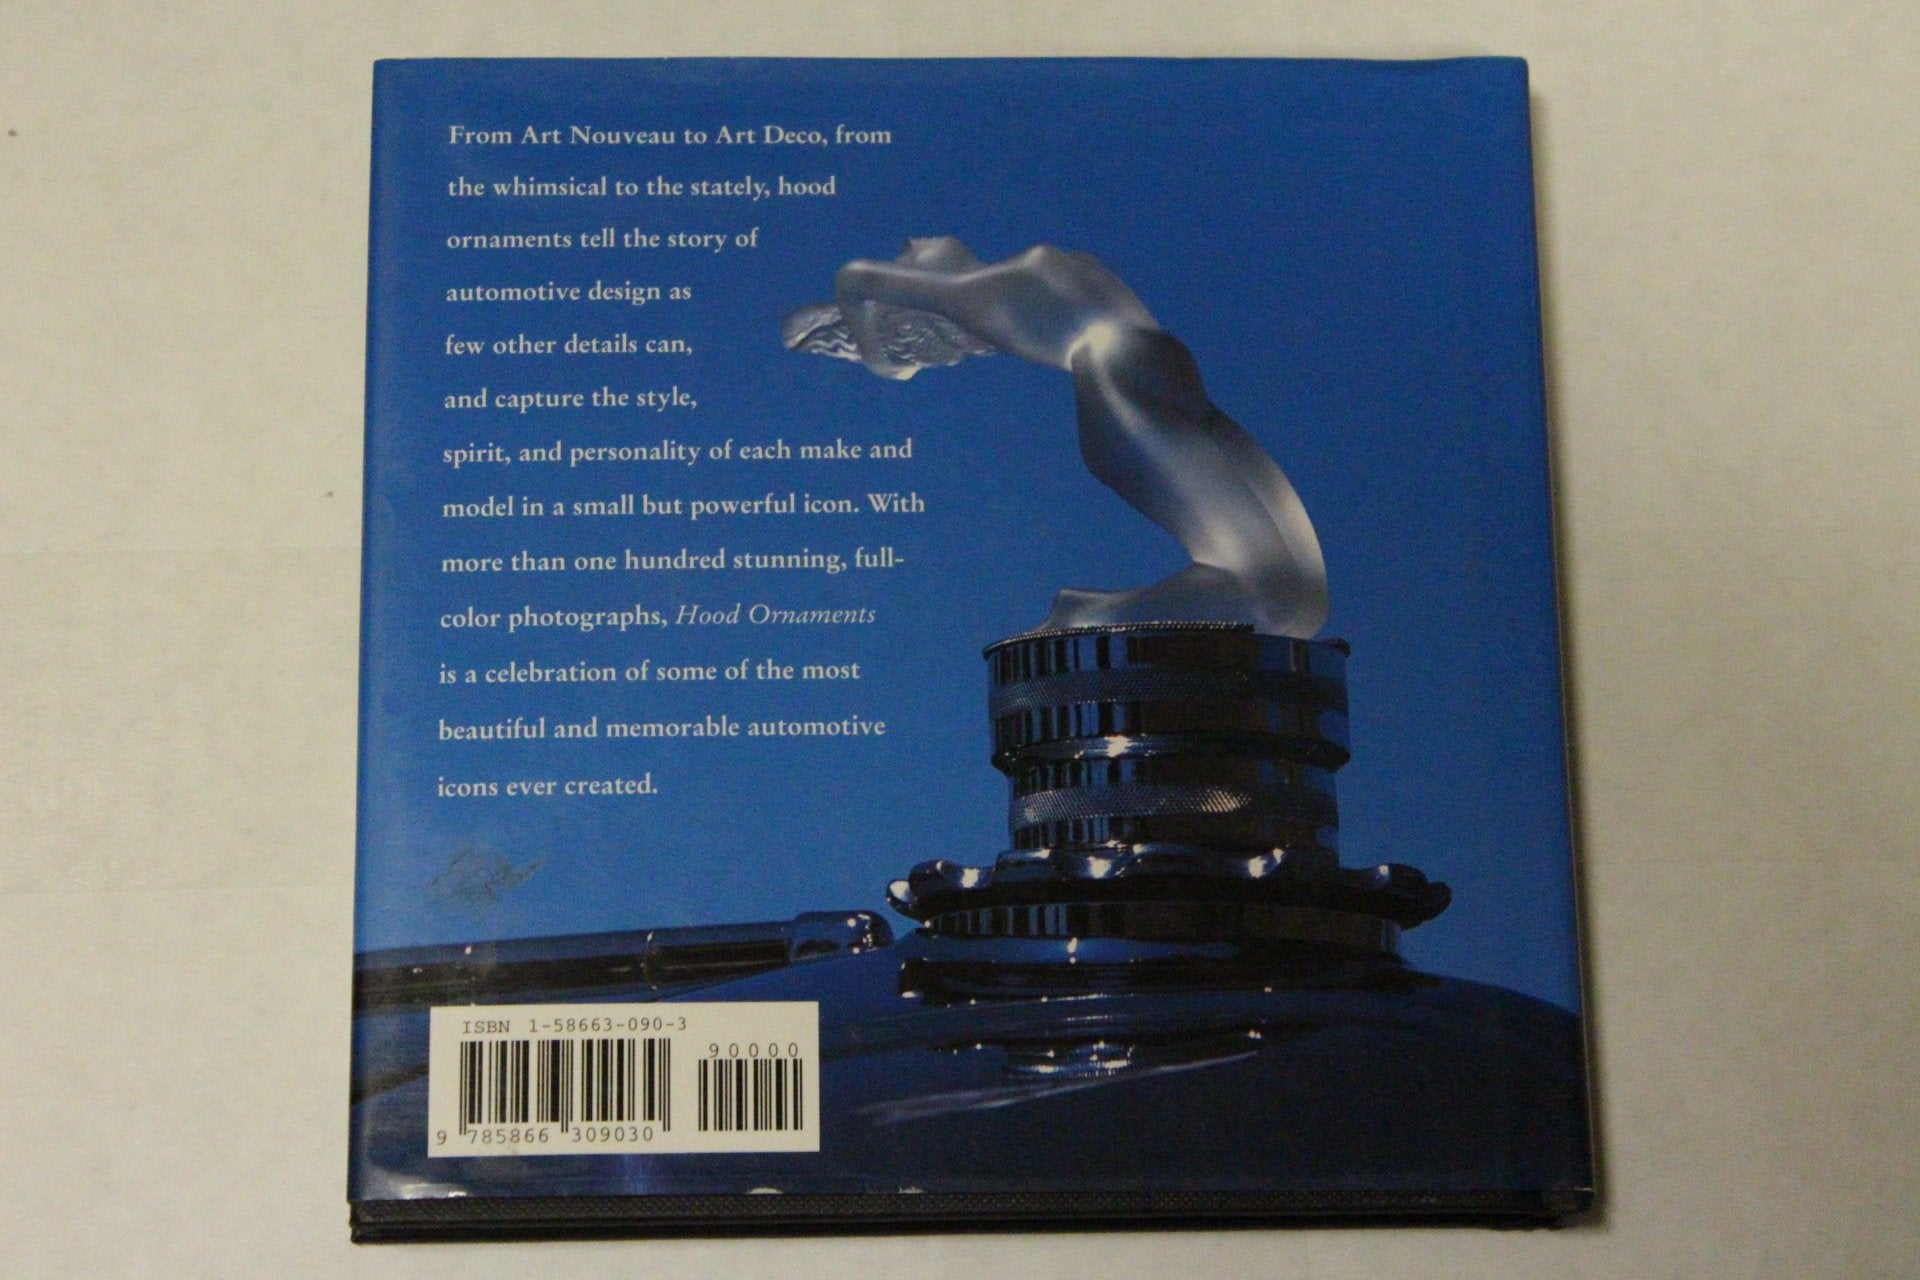 From Art Nouveau to Art Deco, from
the whimsical to the stately, hood
ornaments tell the story of
automotive design as
few other details can,
and capture the style,
spirit, and personality of each make and
model in a small but powerful icon. With
more than one hundred stunning, full-
color photographs, Hood Ornaments
is a celebration of some of the most
beautiful and memorable automotive
icons ever created.
ISBN 1-58663-090-3
90000
9 785866 309030